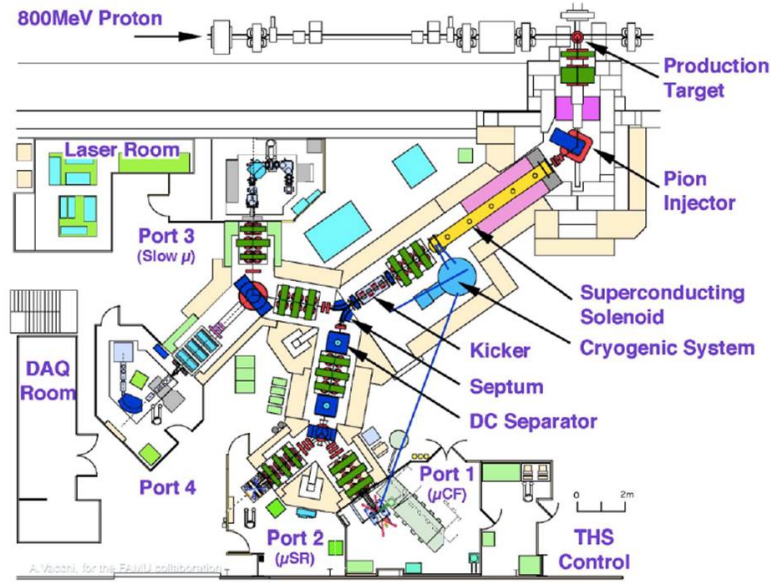 800MeV Proton
Production
Target
Laser Room
Pion
Injector
Port 3
(Slow μ)
Superconducting
Solenoid
Cryogenic System
Kicker
Septum
DC Separator
DAQ
Room
Port 4
Port 1
(μCF)
Port 2
(μSR)
0 2m
THS
Control
A.Vacchi, for the FAMU collaboration